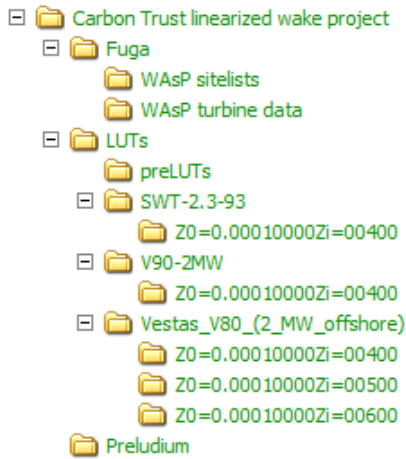 Carbon Trust linearized wake project
Fuga
WAsP sitelists
WAsP turbine data
LUTs
preLUTs
SWT-2.3-93
Z0=0.00010000Zi=00400
V90-2MW
Z0=0.00010000Zi=00400
Vestas_V80_(2_MW_offshore)
Z0=0.00010000Zi=00400
Z0=0.00010000Zi=00500
Z0=0.00010000Zi=00600
Preludium